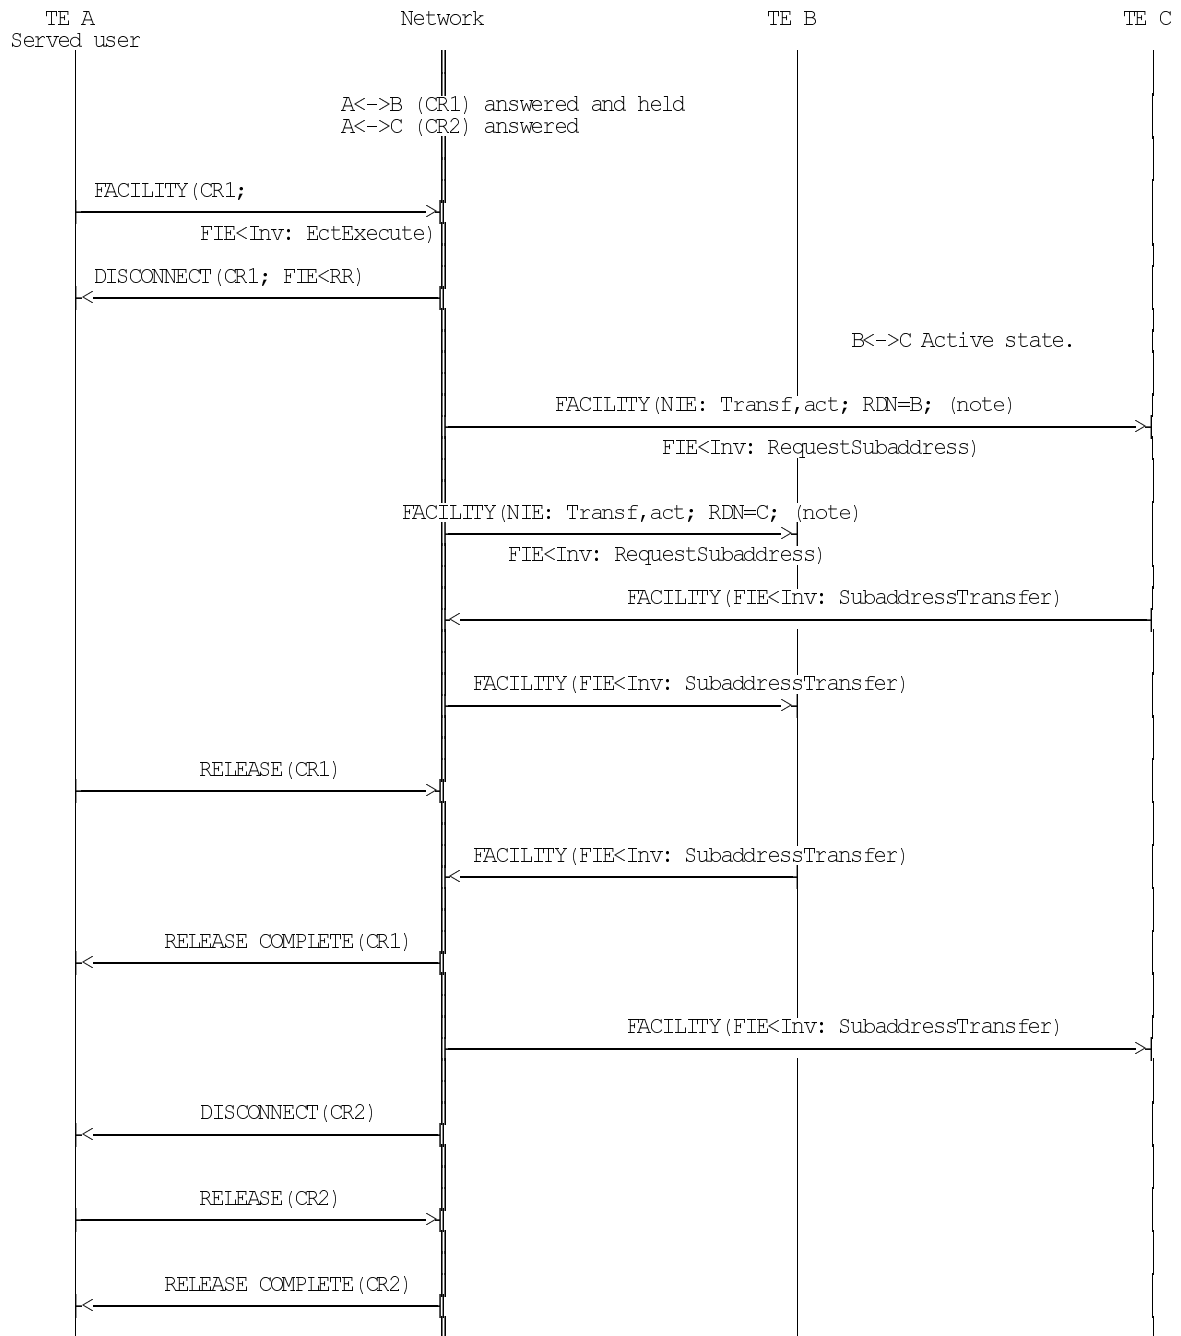 TE A Network TE B TE C
Served user
A<->B (CR1) answered and held
A<->C (CR2) answered
FACILITY(CR1;
FIE<Inv: EctExecute)
DISCONNECT(CR1; FIE<RR)
B<->C Active state.
FACILITY(NIE: Transf,act; RDN=B; (note)
FIE<Inv: RequestSubaddress)
FACILITY(NIE: Transf,act; RDN=C; (note)
FIE<Inv: RequestSubaddress)
FACILITY(FIE<Inv: SubaddressTransfer)
FACILITY(FIE<Inv: SubaddressTransfer)
RELEASE(CR1)
FACILITY(FIE<Inv: SubaddressTransfer)
RELEASE COMPLETE(CR1)
FACILITY(FIE<Inv: SubaddressTransfer)
DISCONNECT(CR2)
RELEASE(CR2)
RELEASE COMPLETE(CR2)